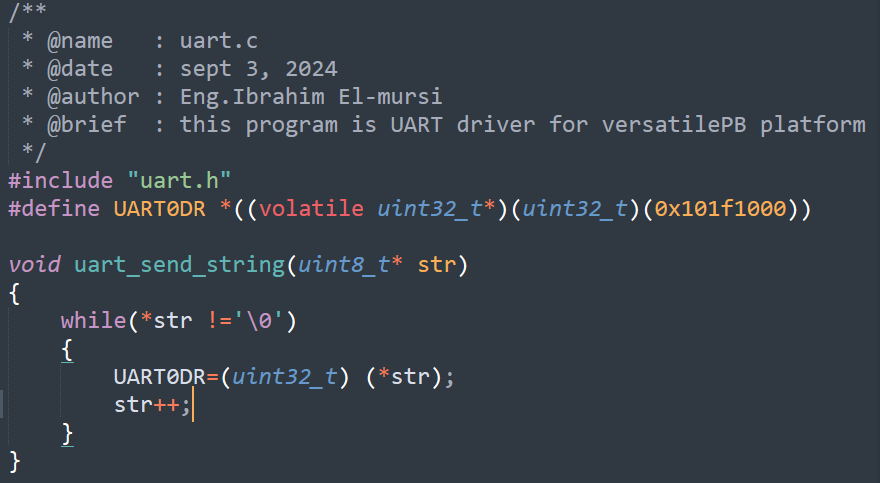 /**
 * @name   : uart.c
 * @date   : sept 3, 2024
 * @author : Eng.Ibrahim El-mursi
 * @brief  : this program is UART driver for versatilePB platform
 */
#include "uart.h"
#define UART0DR *((volatile uint32_t*)(uint32_t)(0x101f1000))

void uart_send_string(uint8_t* str)
{
    while(*str !='\0')
    {
        UART0DR=(uint32_t) (*str);
        str++;
    }
}